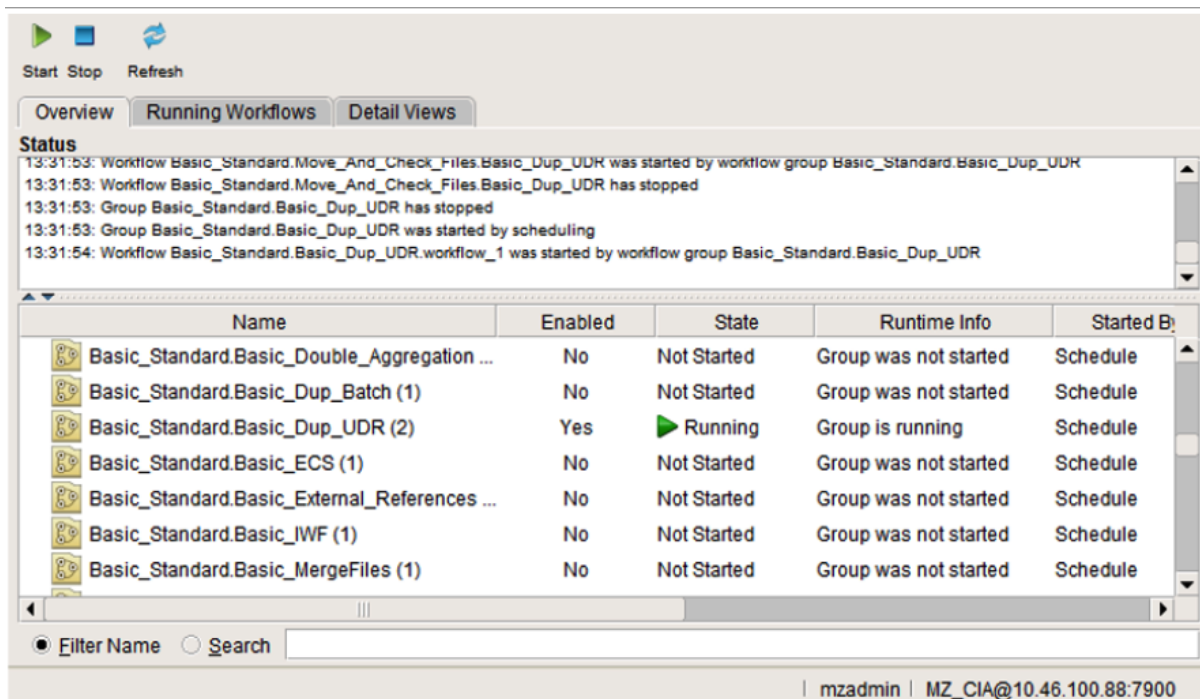 Start Stop Refresh
Overview Running Workflows Detail Views
Status
13:31:53: Workflow Basic_Standard.Move_And_Check_Files.Basic_Dup_UDR was started by workflow group Basic_Standard.Basic_Dup_UDR
13:31:53: Workflow Basic_Standard.Move_And_Check_Files.Basic_Dup_UDR has stopped
13:31:53: Group Basic_Standard.Basic_Dup_UDR has stopped
13:31:53: Group Basic_Standard.Basic_Dup_UDR was started by scheduling
13:31:54: Workflow Basic_Standard.Basic_Dup_UDR.workflow_1 was started by workflow group Basic_Standard.Basic_Dup_UDR
Name Enabled State Runtime Info Started By
Basic_Standard.Basic_Double_Aggregation ... No Not Started Group was not started Schedule
Basic_Standard.Basic_Dup_Batch (1) No Not Started Group was not started Schedule
Basic_Standard.Basic_Dup_UDR (2) Yes Running Group is running Schedule
Basic_Standard.Basic_ECS (1) No Not Started Group was not started Schedule
Basic_Standard.Basic_External_References ... No Not Started Group was not started Schedule
Basic_Standard.Basic_IWF (1) No Not Started Group was not started Schedule
Basic_Standard.Basic_MergeFiles (1) No Not Started Group was not started Schedule
Filter Name Search
mzadmin | MZ_CIA@10.46.100.88:7900